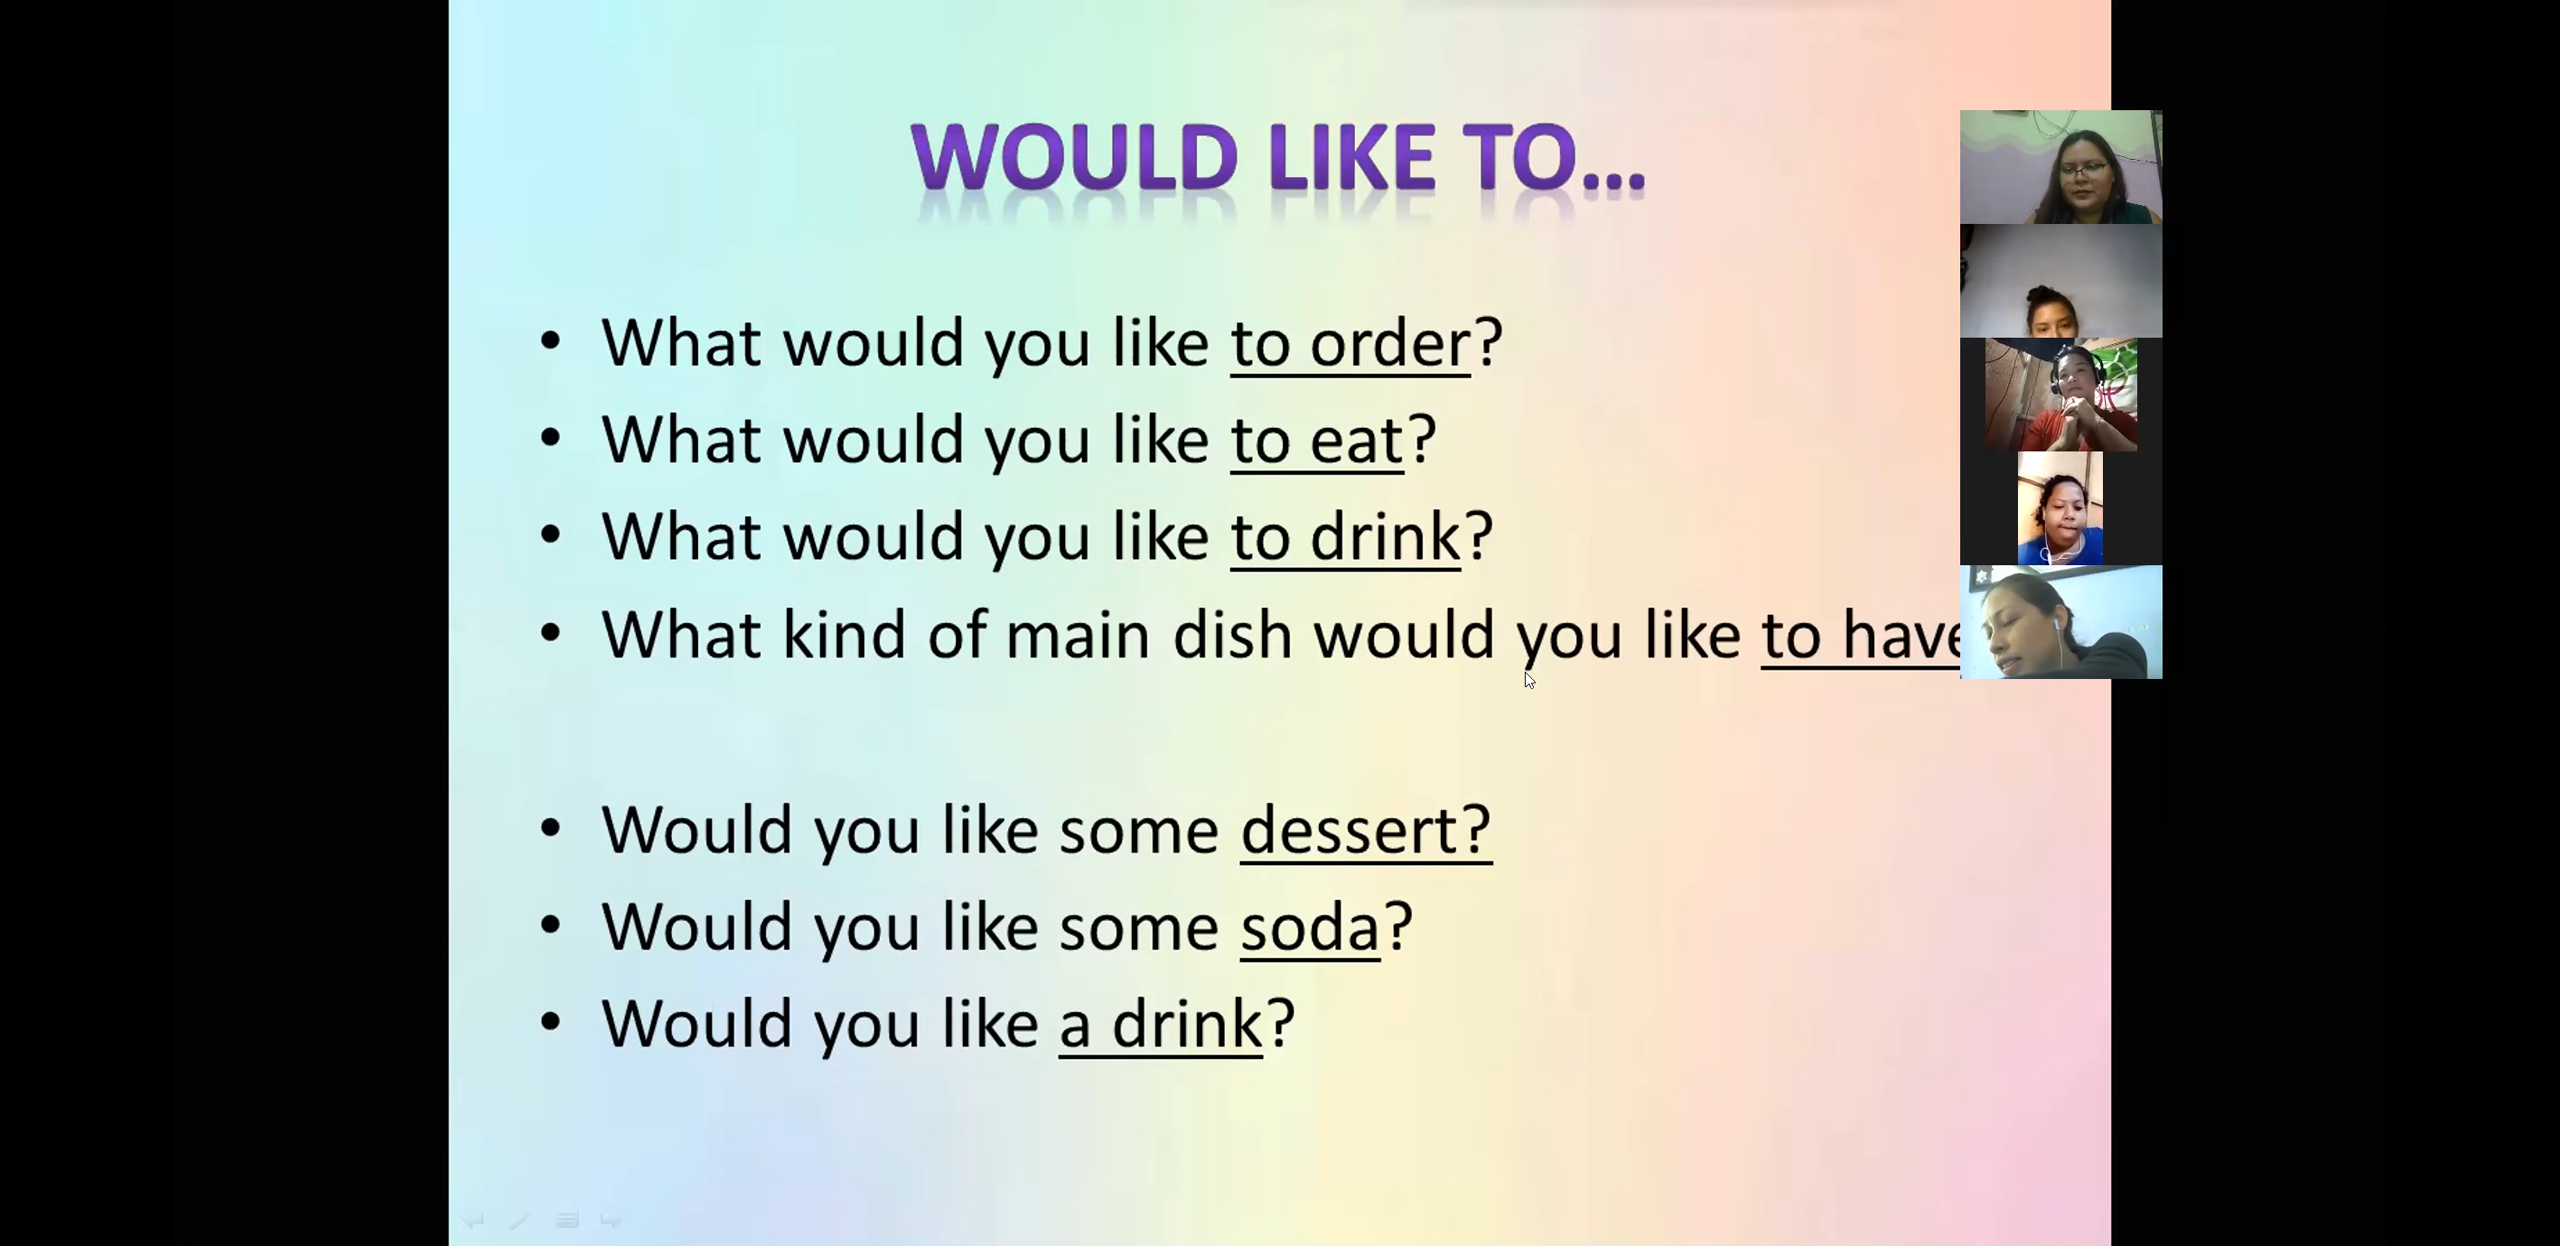 WOULD LIKE TO...
• What would you like to order?
• What would you like to eat?
• What would you like to drink?
• What kind of main dish would you like to have
• Would you like some dessert?
• Would you like some soda?
• Would you like a drink?